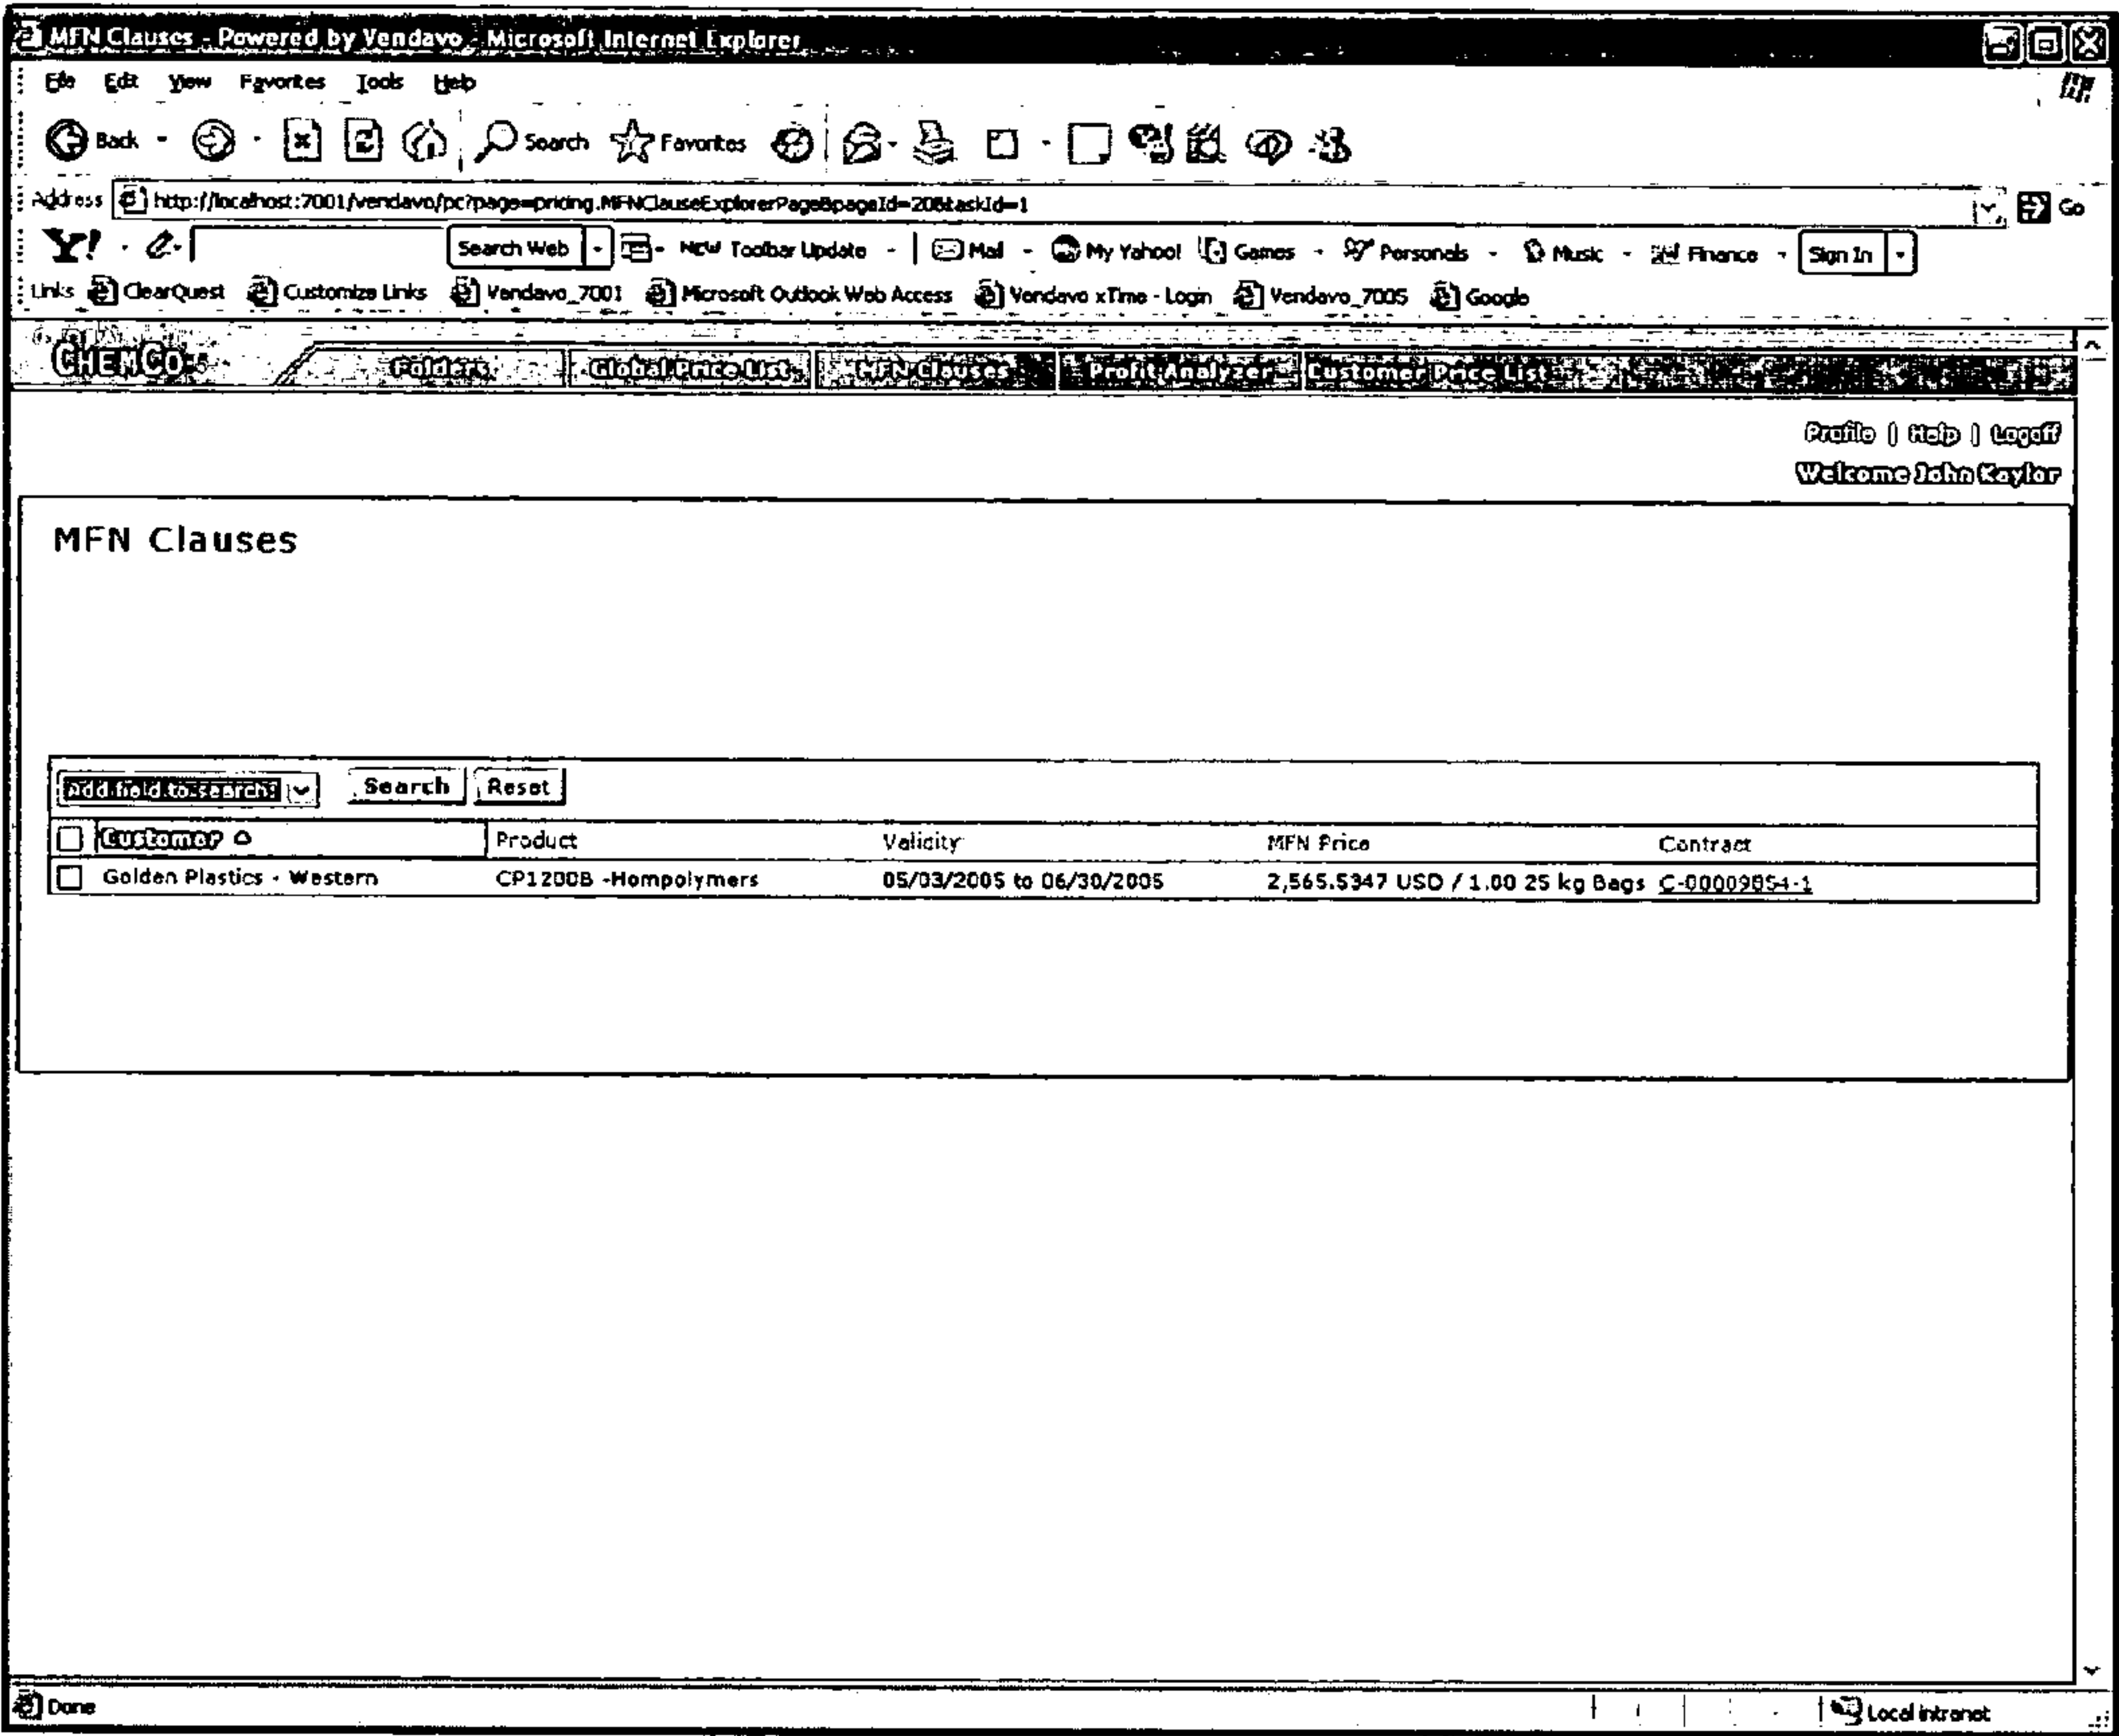 MFN Clauses - Powered by Vendavo - Microsoft Internet Explorer
File Edit View Favorites Tools Help
Back Search Favorites
Address http://localhost:7001/vendavo/pc?page=pricing.MFNClauseExplorerPage&pageId=20&taskId=1 Go
Y! Search Web NEW Toolbar Update Mail My Yahoo! Games Personals Music Finance Sign In
Links ClearQuest Customize Links Vendavo_7001 Microsoft Outlook Web Access Vendavo xTime - Login Vendavo_7005 Google
CHEMCO Folders Global Price List MFN Clauses Profit Analyzer Customer Price List
Profile | Help | Logoff
Welcome John Kaylor
MFN Clauses
Add field to search: Search Reset
Customer Product Validity MFN Price Contract
Golden Plastics - Western CP1200B -Hompolymers 05/03/2005 to 06/30/2005 2,565.5347 USD / 1.00 25 kg Bags C-00009854-1
Done Local intranet